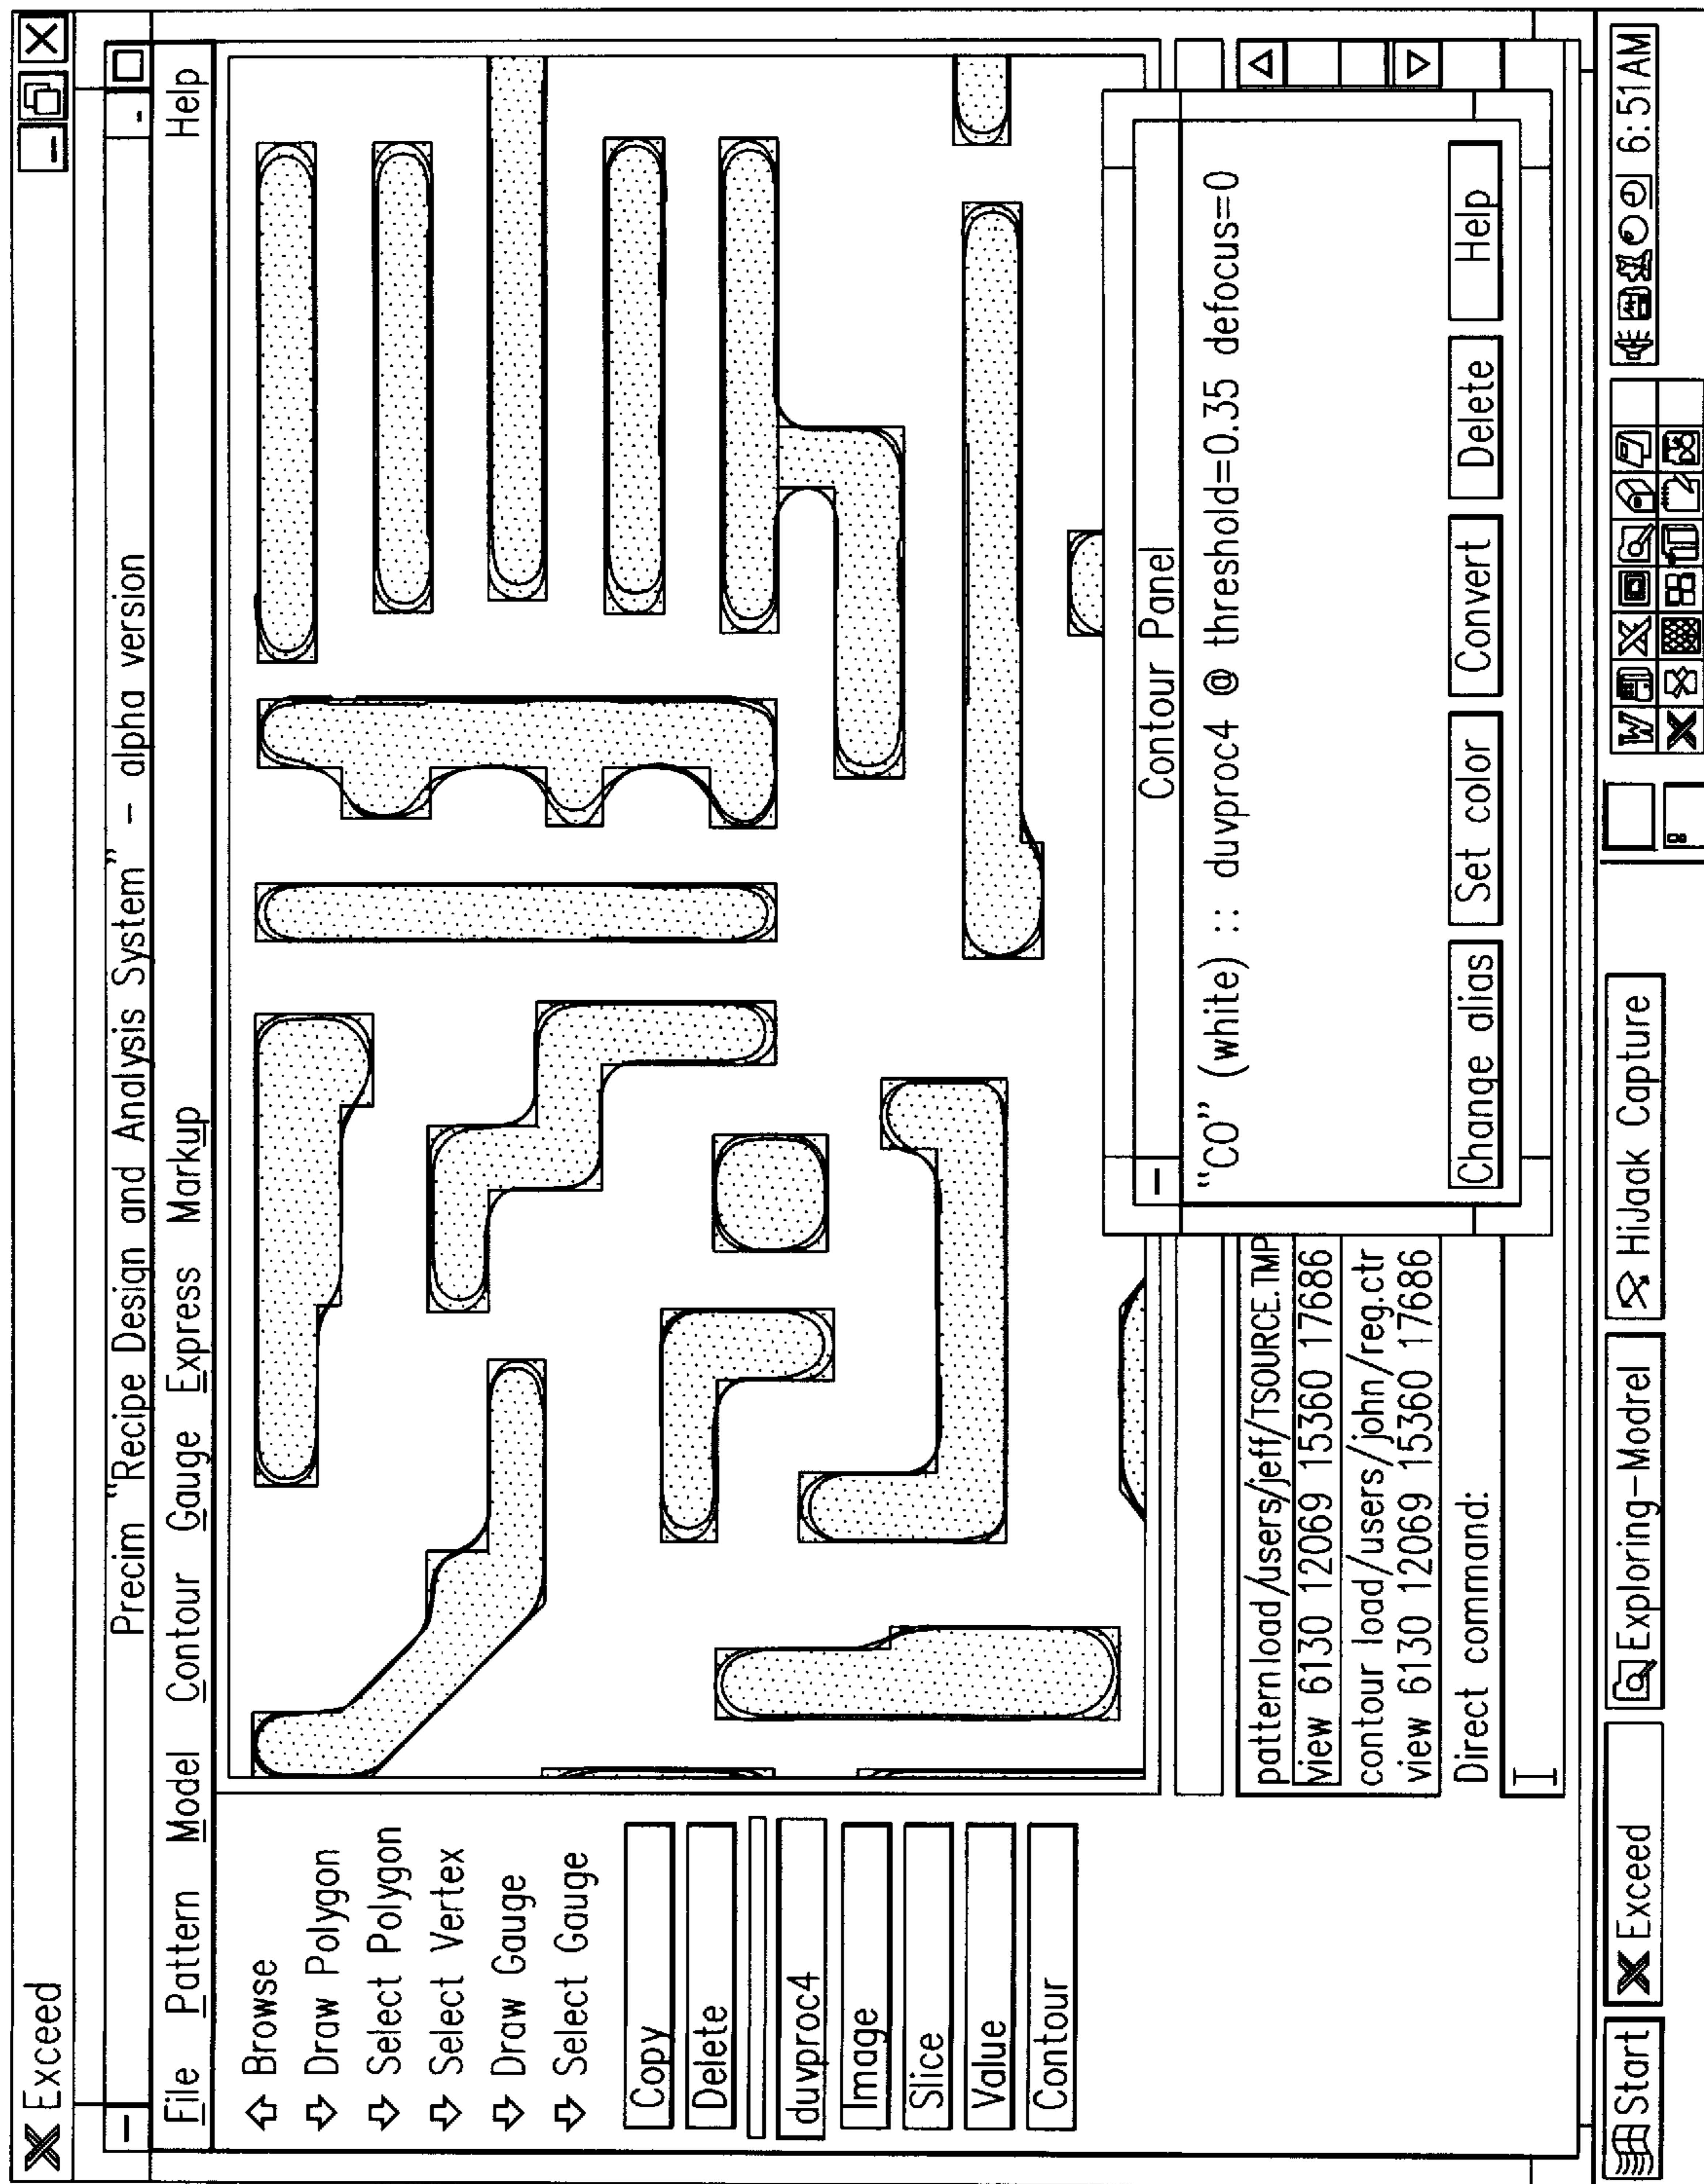 Exceed
Precim "Recipe Design and Analysis System" – alpha version
File Pattern Model Contour Gauge Express Markup Help
Browse
Draw Polygon
Select Polygon
Select Vertex
Draw Gauge
Select Gauge
Copy
Delete
duvproc4
Image
Slice
Value
Contour
pattern load/users/jeff/TSOURCE.TMP
view 6130 12069 15360 17686
contour load/users/john/reg.ctr
view 6130 12069 15360 17686
Direct command:
Contour Panel
"CO" (white) :: duvproc4 @ threshold=0.35 defocus=0
Change alias Set color Convert Delete Help
Start Exceed Exploring-Modrel HiJaak Capture 6:51AM